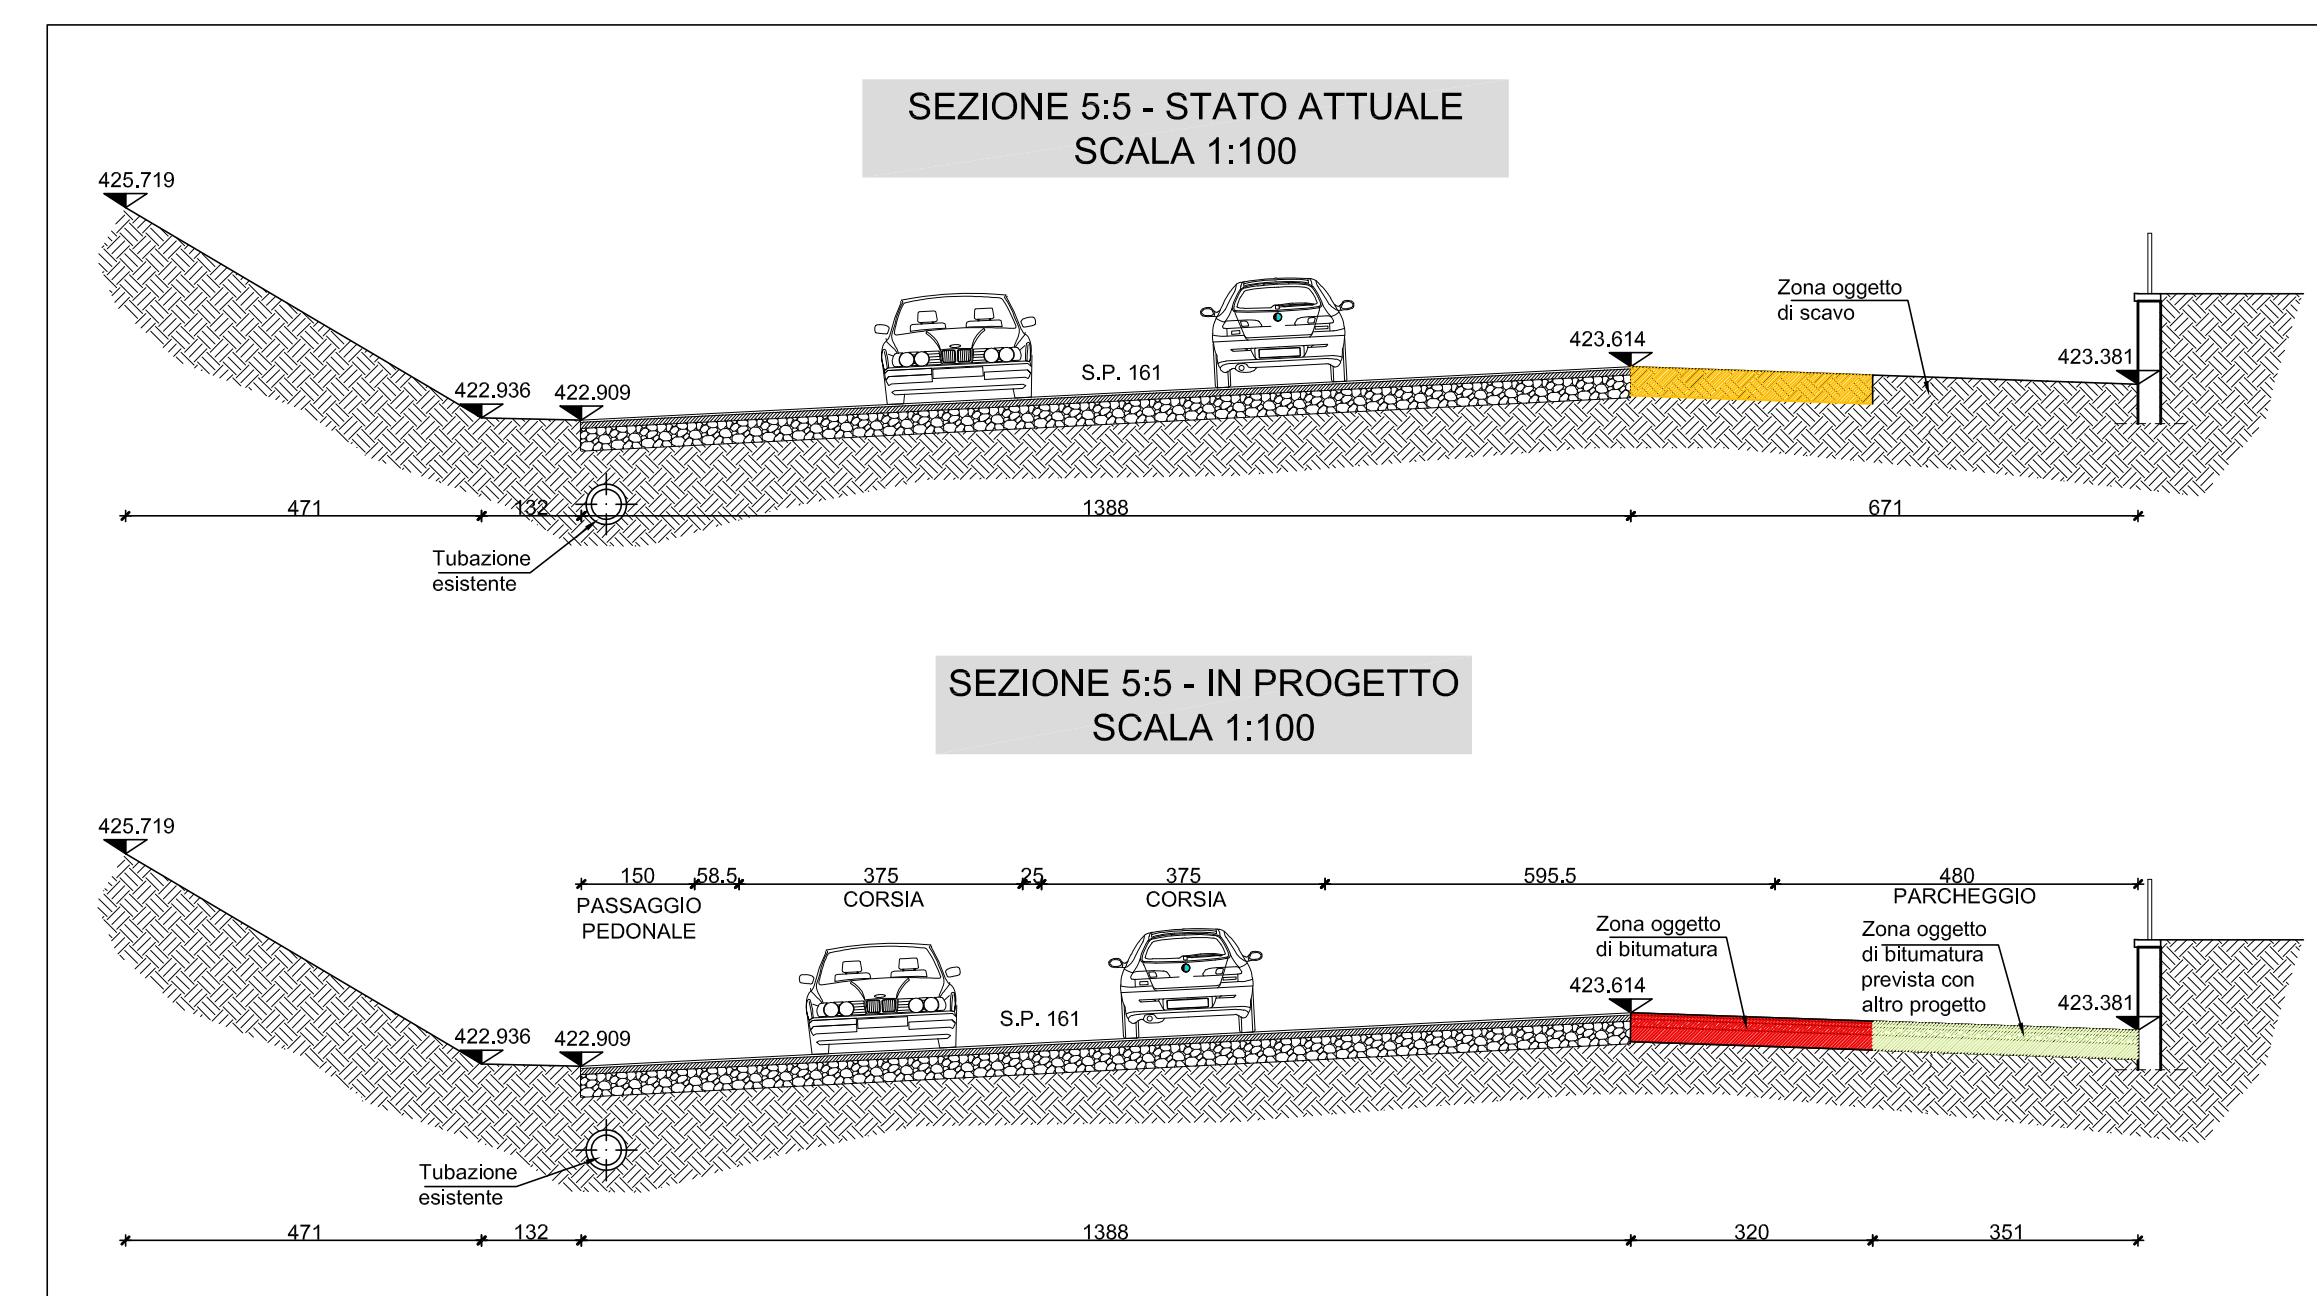 SEZIONE 5:5 - STATO ATTUALE
SCALA 1:100
425.719
422.936
422.909
S.P. 161
423.614
Zona oggetto
di scavo
423.381
471
132
1388
671
Tubazione
esistente
SEZIONE 5:5 - IN PROGETTO
SCALA 1:100
425.719
150
58.5
375
25
375
595.5
480
PASSAGGIO
PEDONALE
CORSIA
CORSIA
PARCHEGGIO
Zona oggetto
di bitumatura
Zona oggetto
di bitumatura
prevista con
altro progetto
422.936
422.909
S.P. 161
423.614
423.381
Tubazione
esistente
471
132
1388
320
351